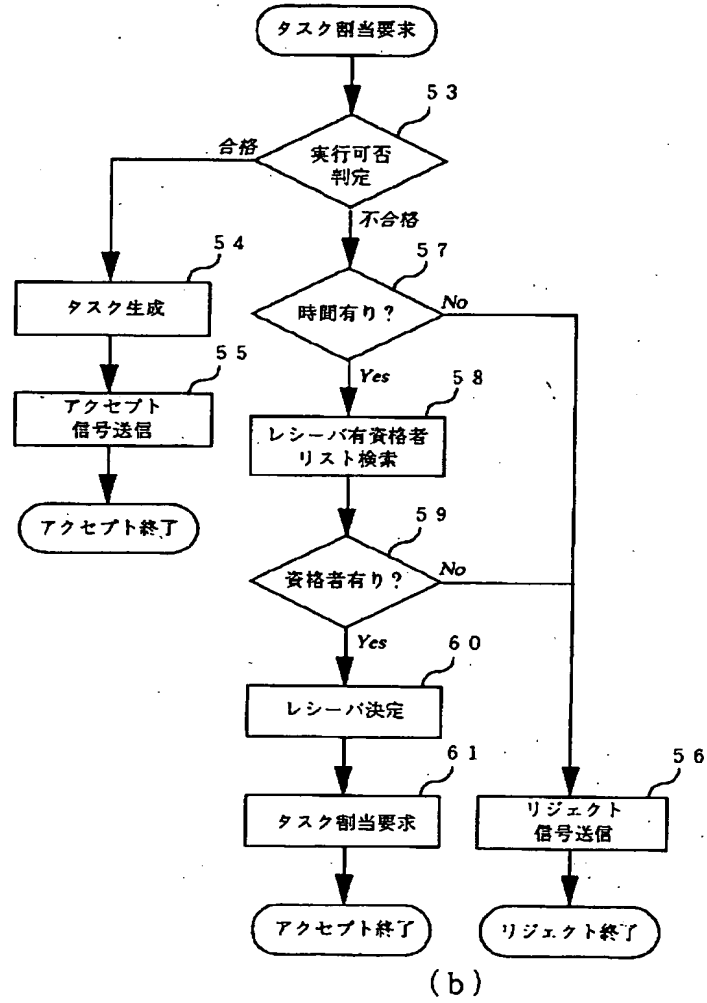 タスク割当要求
５３
合格
実行可否
判定
不合格
５４
５７
タスク生成
時間有り？
No
５５
Yes
５８
アクセプト
信号送信
レシーバ有資格者
リスト検索
アクセプト終了
５９
資格者有り？
No
Yes
６０
レシーバ決定
６１
５６
タスク割当要求
リジェクト
信号送信
アクセプト終了
リジェクト終了
(b)